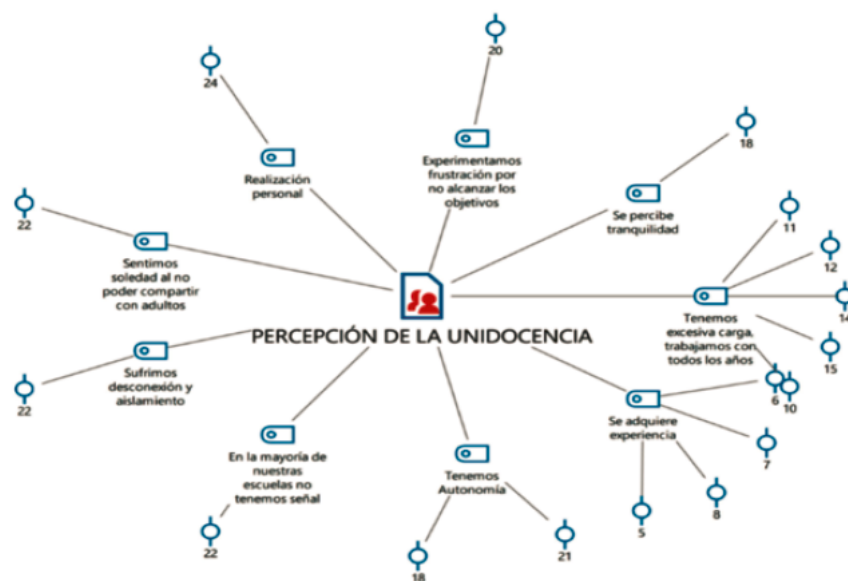 20
24
Realización
personal
Experimentamos
frustración por
no alcanzar los
objetivos
18
Se percibe
tranquilidad
11
12
14
15
10
Tenemos
excesiva carga,
trabajamos con
todos los años
22
Sentimos
soledad al no
poder compartir
con adultos
PERCEPCIÓN DE LA UNIDOCENCIA
Sufrimos
desconexión y
aislamiento
22
6
7
8
5
Se adquiere
experiencia
En la mayoría de
nuestras
escuelas no
tenemos señal
22
Tenemos
Autonomía
18
21